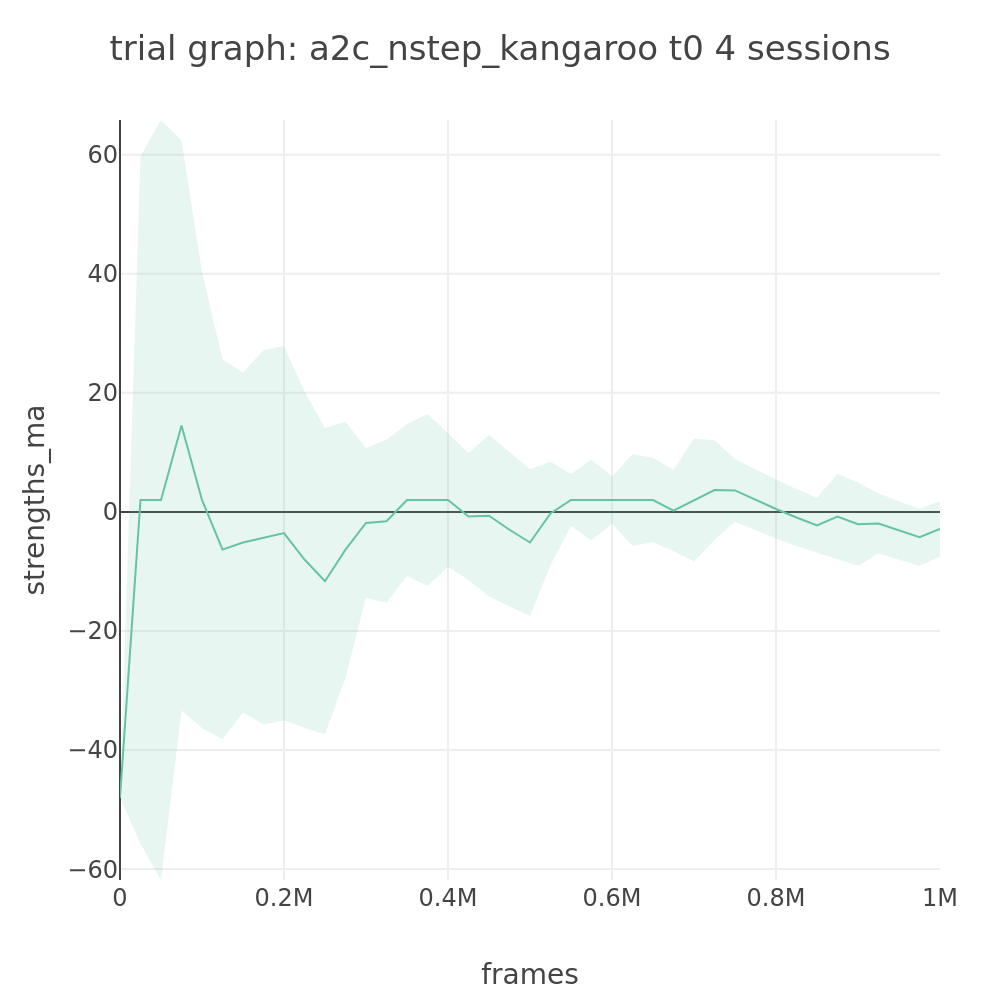 trial graph: a2c_nstep_kangaroo t0 4 sessions
strengths_ma
60
40
20
0
−20
−40
−60
0
0.2M
0.4M
0.6M
0.8M
1M
frames